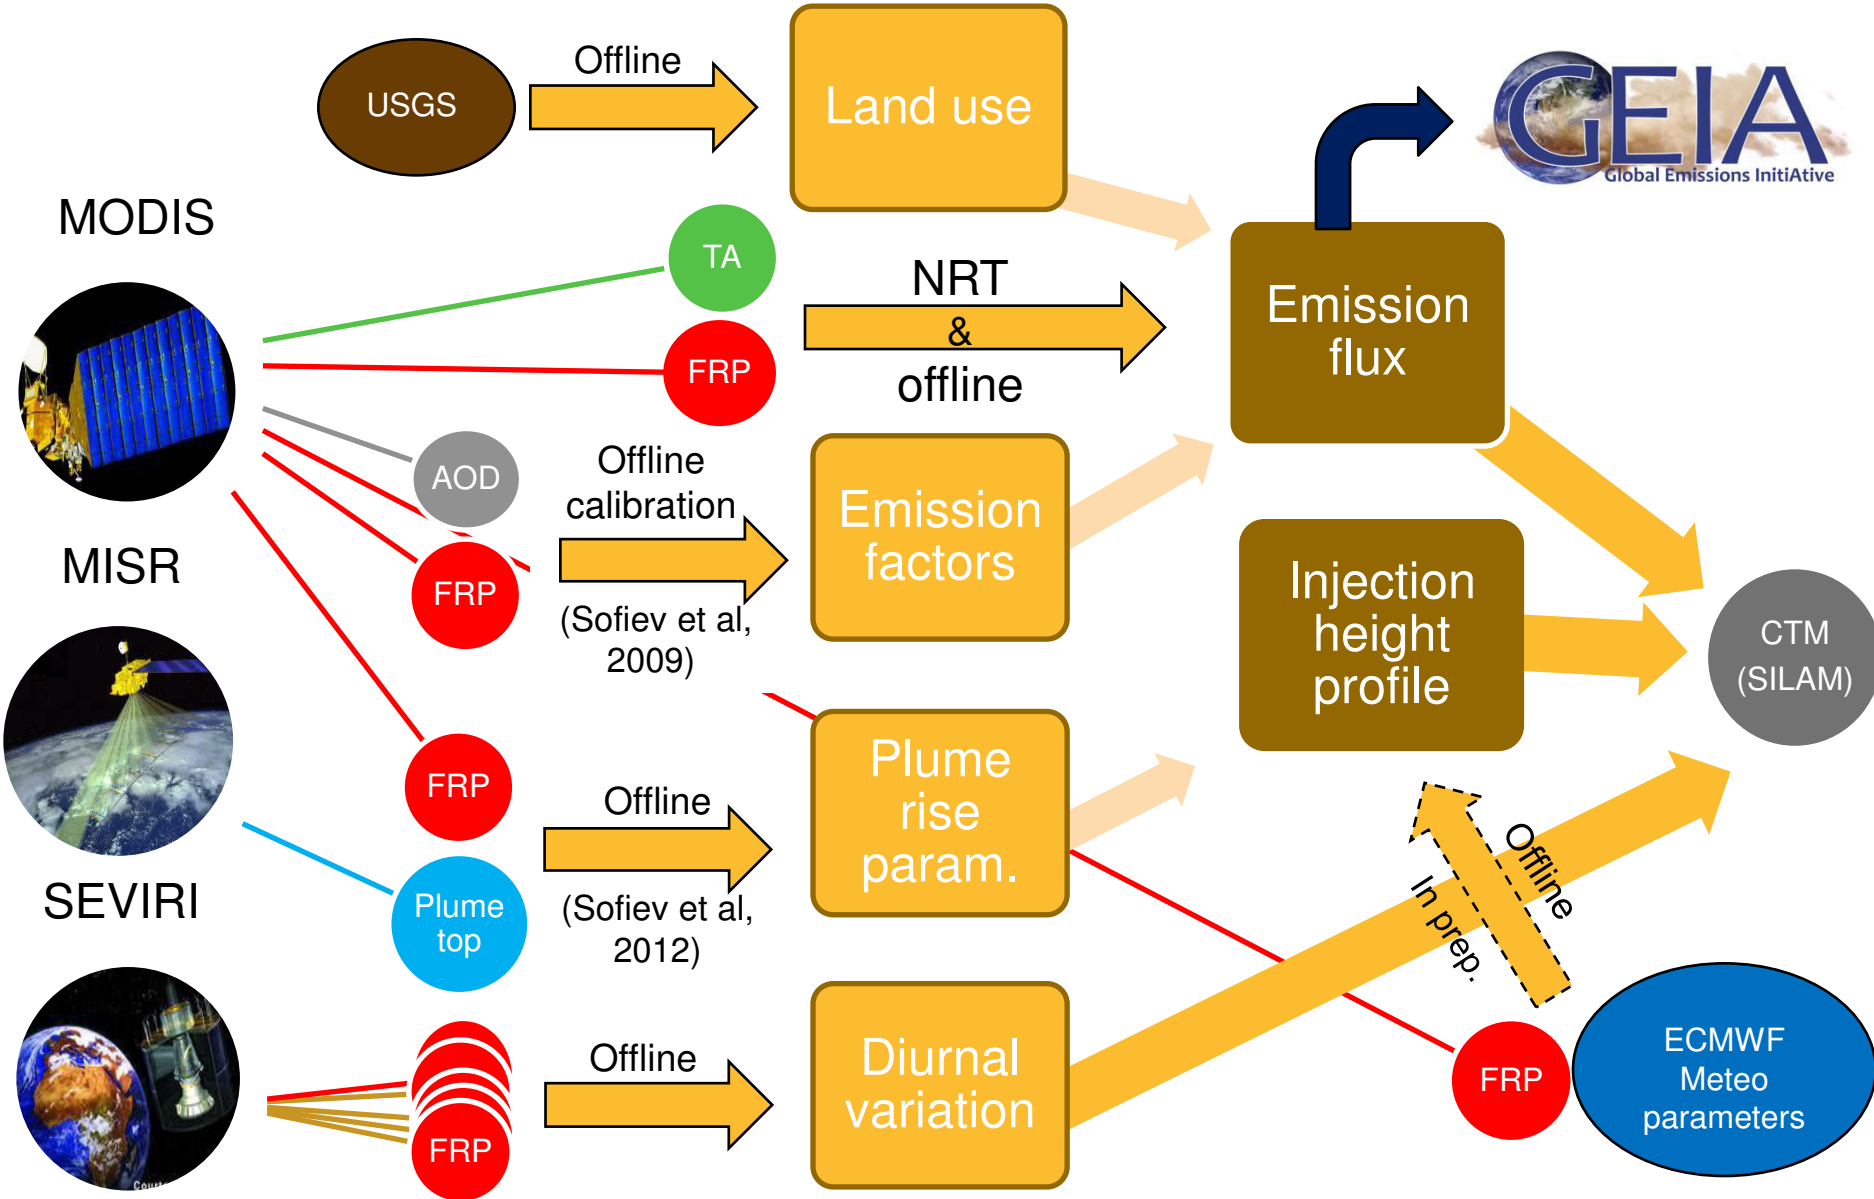 USGS
Offline
Land use
GEIA
Global Emissions InitiAtive
MODIS
TA
FRP
NRT
&
offline
Emission
flux
AOD
FRP
Offline
calibration
(Sofiev et al,
2009)
Emission
factors
MISR
Injection
height
profile
CTM
(SILAM)
FRP
Plume
top
Offline
(Sofiev et al,
2012)
Plume
rise
param.
Offline
In prep.
SEVIRI
FRP
Offline
Diurnal
variation
FRP
ECMWF
Meteo
parameters
Court